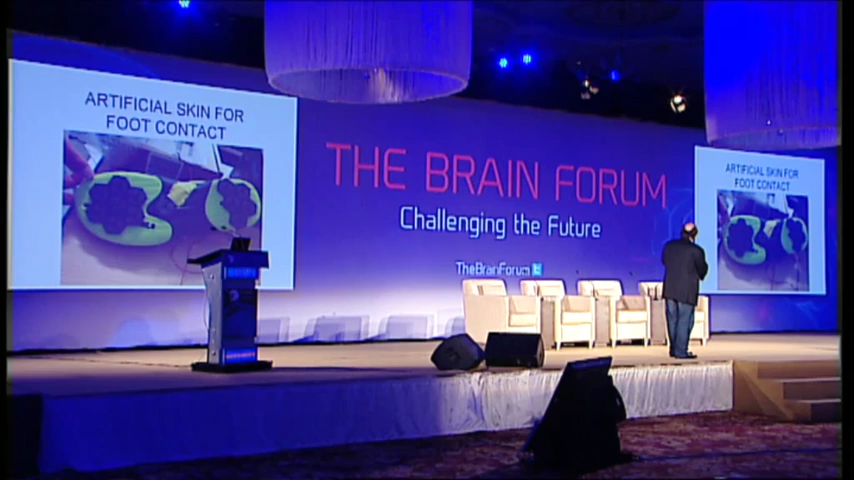 ARTIFICIAL SKIN FOR
FOOT CONTACT
THE BRAIN FORUM
Challenging the Future
TheBrainForum
ARTIFICIAL SKIN FOR
FOOT CONTACT